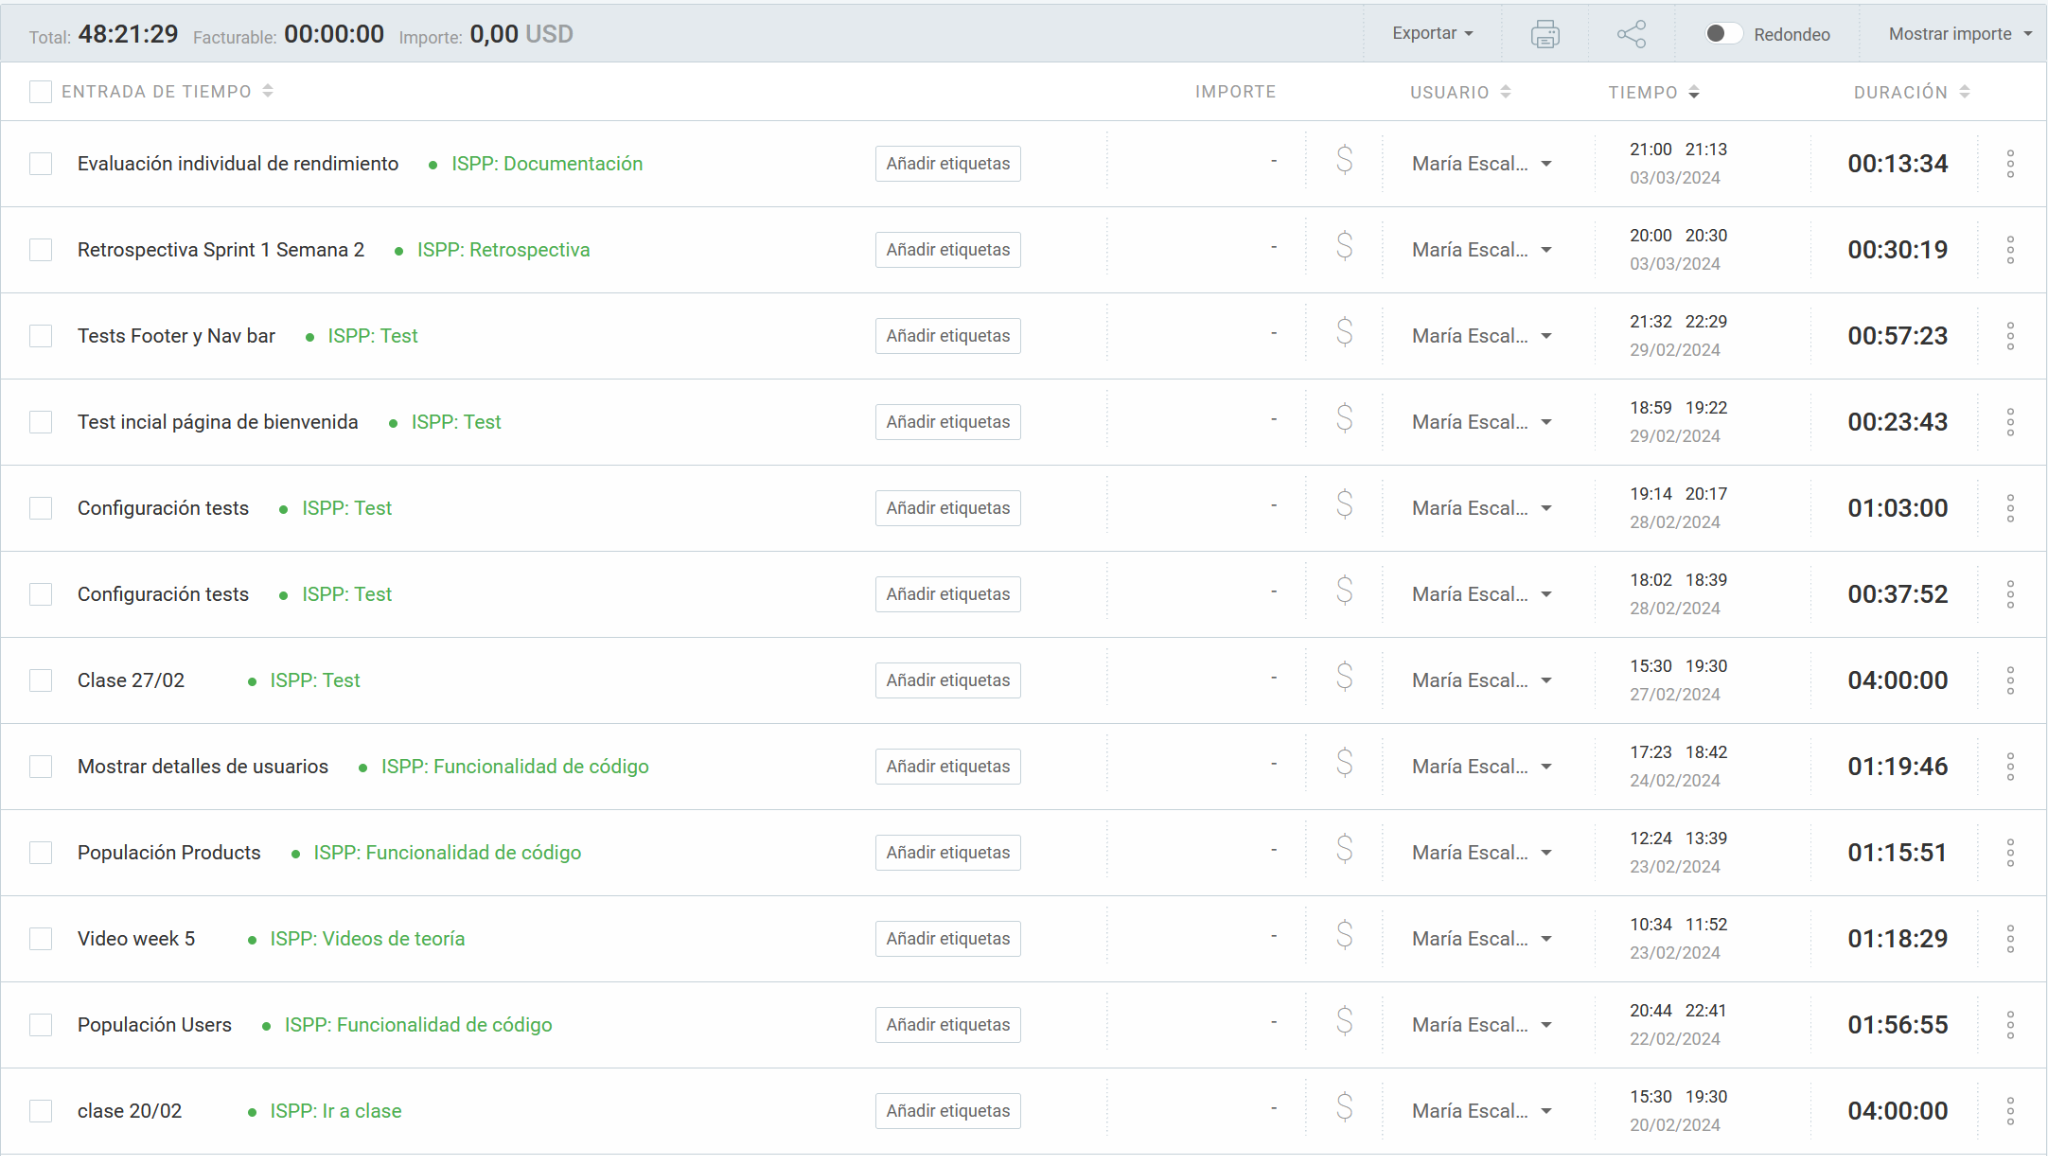 Total: 48:21:29 Facturable: 00:00:00 Importe: 0,00 USD Exportar Redondeo Mostrar importe
ENTRADA DE TIEMPO IMPORTE USUARIO TIEMPO DURACIÓN
Evaluación individual de rendimiento ● ISPP: Documentación Añadir etiquetas - $ María Escal... 21:00 21:13 00:13:34
03/03/2024
Retrospectiva Sprint 1 Semana 2 ● ISPP: Retrospectiva Añadir etiquetas - $ María Escal... 20:00 20:30 00:30:19
03/03/2024
Tests Footer y Nav bar ● ISPP: Test Añadir etiquetas - $ María Escal... 21:32 22:29 00:57:23
29/02/2024
Test incial página de bienvenida ● ISPP: Test Añadir etiquetas - $ María Escal... 18:59 19:22 00:23:43
29/02/2024
Configuración tests ● ISPP: Test Añadir etiquetas - $ María Escal... 19:14 20:17 01:03:00
28/02/2024
Configuración tests ● ISPP: Test Añadir etiquetas - $ María Escal... 18:02 18:39 00:37:52
28/02/2024
Clase 27/02 ● ISPP: Test Añadir etiquetas - $ María Escal... 15:30 19:30 04:00:00
27/02/2024
Mostrar detalles de usuarios ● ISPP: Funcionalidad de código Añadir etiquetas - $ María Escal... 17:23 18:42 01:19:46
24/02/2024
Populación Products ● ISPP: Funcionalidad de código Añadir etiquetas - $ María Escal... 12:24 13:39 01:15:51
23/02/2024
Video week 5 ● ISPP: Videos de teoría Añadir etiquetas - $ María Escal... 10:34 11:52 01:18:29
23/02/2024
Populación Users ● ISPP: Funcionalidad de código Añadir etiquetas - $ María Escal... 20:44 22:41 01:56:55
22/02/2024
clase 20/02 ● ISPP: Ir a clase Añadir etiquetas - $ María Escal... 15:30 19:30 04:00:00
20/02/2024